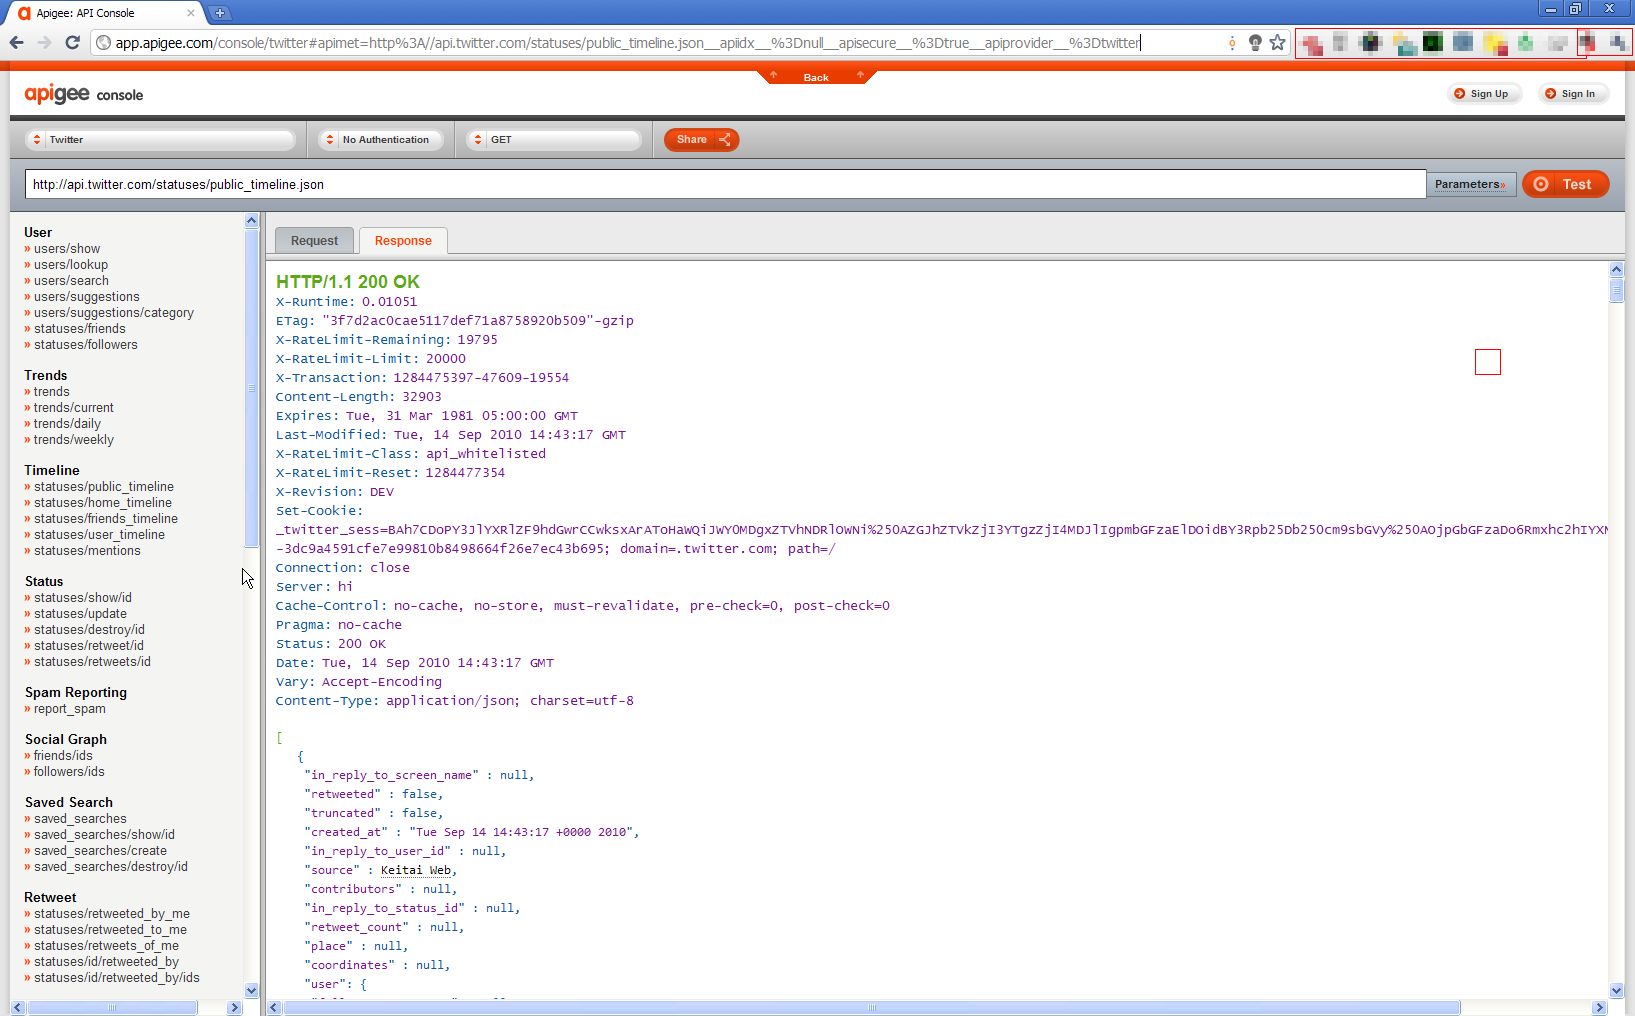 Apigee: API Console
app.apigee.com/console/twitter#apimet=http%3A//api.twitter.com/statuses/public_timeline.json__apiidx__%3Dnull__apisecure__%3Dtrue__apiprovider__%3Dtwitter
Back
apigee console
Sign Up
Sign In
Twitter
No Authentication
GET
Share
http://api.twitter.com/statuses/public_timeline.json
Parameters»
Test
User
» users/show
» users/lookup
» users/search
» users/suggestions
» users/suggestions/category
» statuses/friends
» statuses/followers
Trends
» trends
» trends/current
» trends/daily
» trends/weekly
Timeline
» statuses/public_timeline
» statuses/home_timeline
» statuses/friends_timeline
» statuses/user_timeline
» statuses/mentions
Status
» statuses/show/id
» statuses/update
» statuses/destroy/id
» statuses/retweet/id
» statuses/retweets/id
Spam Reporting
» report_spam
Social Graph
» friends/ids
» followers/ids
Saved Search
» saved_searches
» saved_searches/show/id
» saved_searches/create
» saved_searches/destroy/id
Retweet
» statuses/retweeted_by_me
» statuses/retweeted_to_me
» statuses/retweets_of_me
» statuses/id/retweeted_by
» statuses/id/retweeted_by/ids
Request
Response
HTTP/1.1 200 OK
X-Runtime: 0.01051
ETag: "3f7d2ac0cae5117def71a8758920b509"-gzip
X-RateLimit-Remaining: 19795
X-RateLimit-Limit: 20000
X-Transaction: 1284475397-47609-19554
Content-Length: 32903
Expires: Tue, 31 Mar 1981 05:00:00 GMT
Last-Modified: Tue, 14 Sep 2010 14:43:17 GMT
X-RateLimit-Class: api_whitelisted
X-RateLimit-Reset: 1284477354
X-Revision: DEV
Set-Cookie:
_twitter_sess=BAh7CDoPY3JlYXRlZF9hdGwrCCwksxArAToHaWQiJWY0MDgxZTVhNDRlOWNi%250AZGJhZTVkZjI3YTgzZjI4MDJlIgpmbGFzaElDOidBY3Rpb25Db250cm9sbGVy%250AOjpGbGFzaDo6Rmxhc2hIYXN
-3dc9a4591cfe7e99810b8498664f26e7ec43b695; domain=.twitter.com; path=/
Connection: close
Server: hi
Cache-Control: no-cache, no-store, must-revalidate, pre-check=0, post-check=0
Pragma: no-cache
Status: 200 OK
Date: Tue, 14 Sep 2010 14:43:17 GMT
Vary: Accept-Encoding
Content-Type: application/json; charset=utf-8
[
{
"in_reply_to_screen_name" : null,
"retweeted" : false,
"truncated" : false,
"created_at" : "Tue Sep 14 14:43:17 +0000 2010",
"in_reply_to_user_id" : null,
"source" : Keitai Web,
"contributors" : null,
"in_reply_to_status_id" : null,
"retweet_count" : null,
"place" : null,
"coordinates" : null,
"user": {